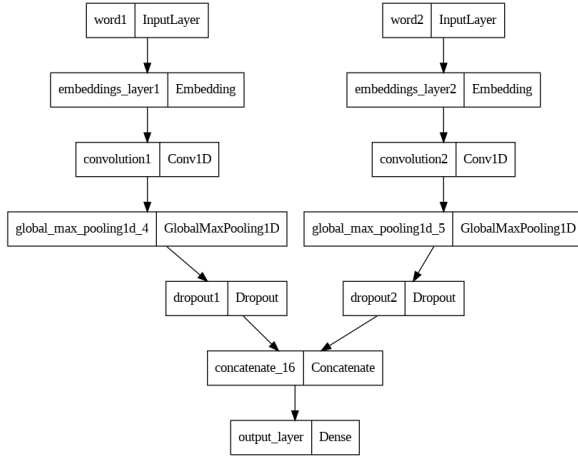 word1 InputLayer word2 InputLayer
embeddings_layer1 Embedding embeddings_layer2 Embedding
convolution1 Conv1D convolution2 Conv1D
global_max_pooling1d_4 GlobalMaxPooling1D global_max_pooling1d_5 GlobalMaxPooling1D
dropout1 Dropout dropout2 Dropout
concatenate_16 Concatenate
output_layer Dense